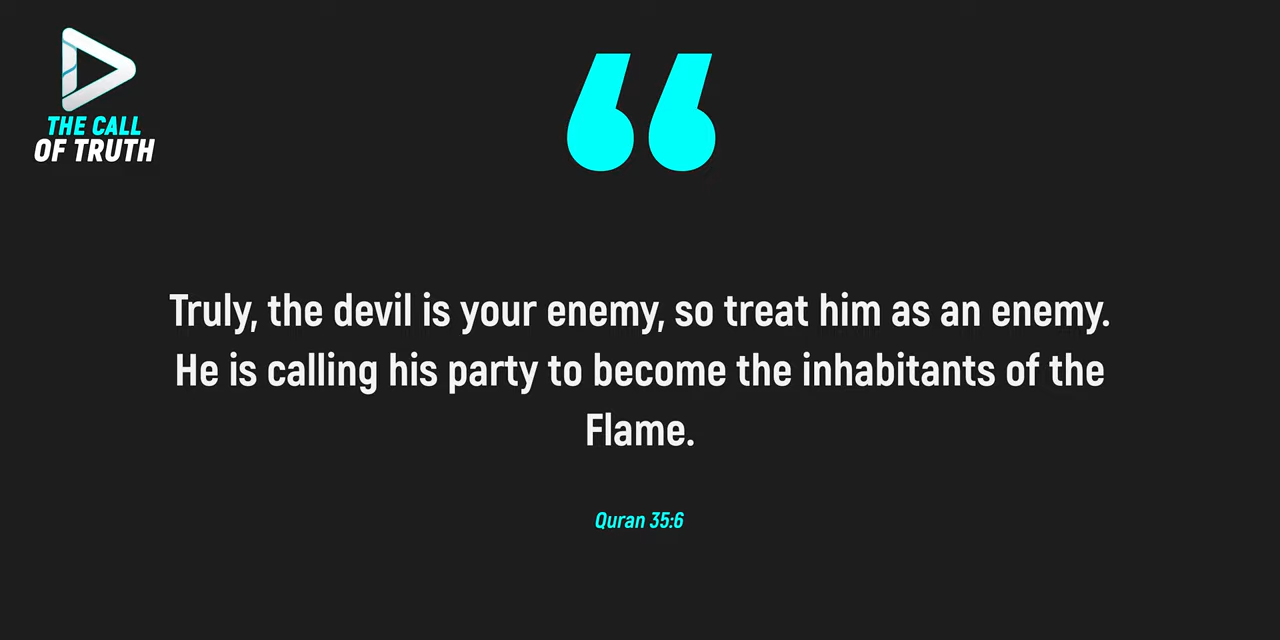 THE CALL
OF TRUTH
Truly, the devil is your enemy, so treat him as an enemy.
He is calling his party to become the inhabitants of the
Flame.
Quran 35:6